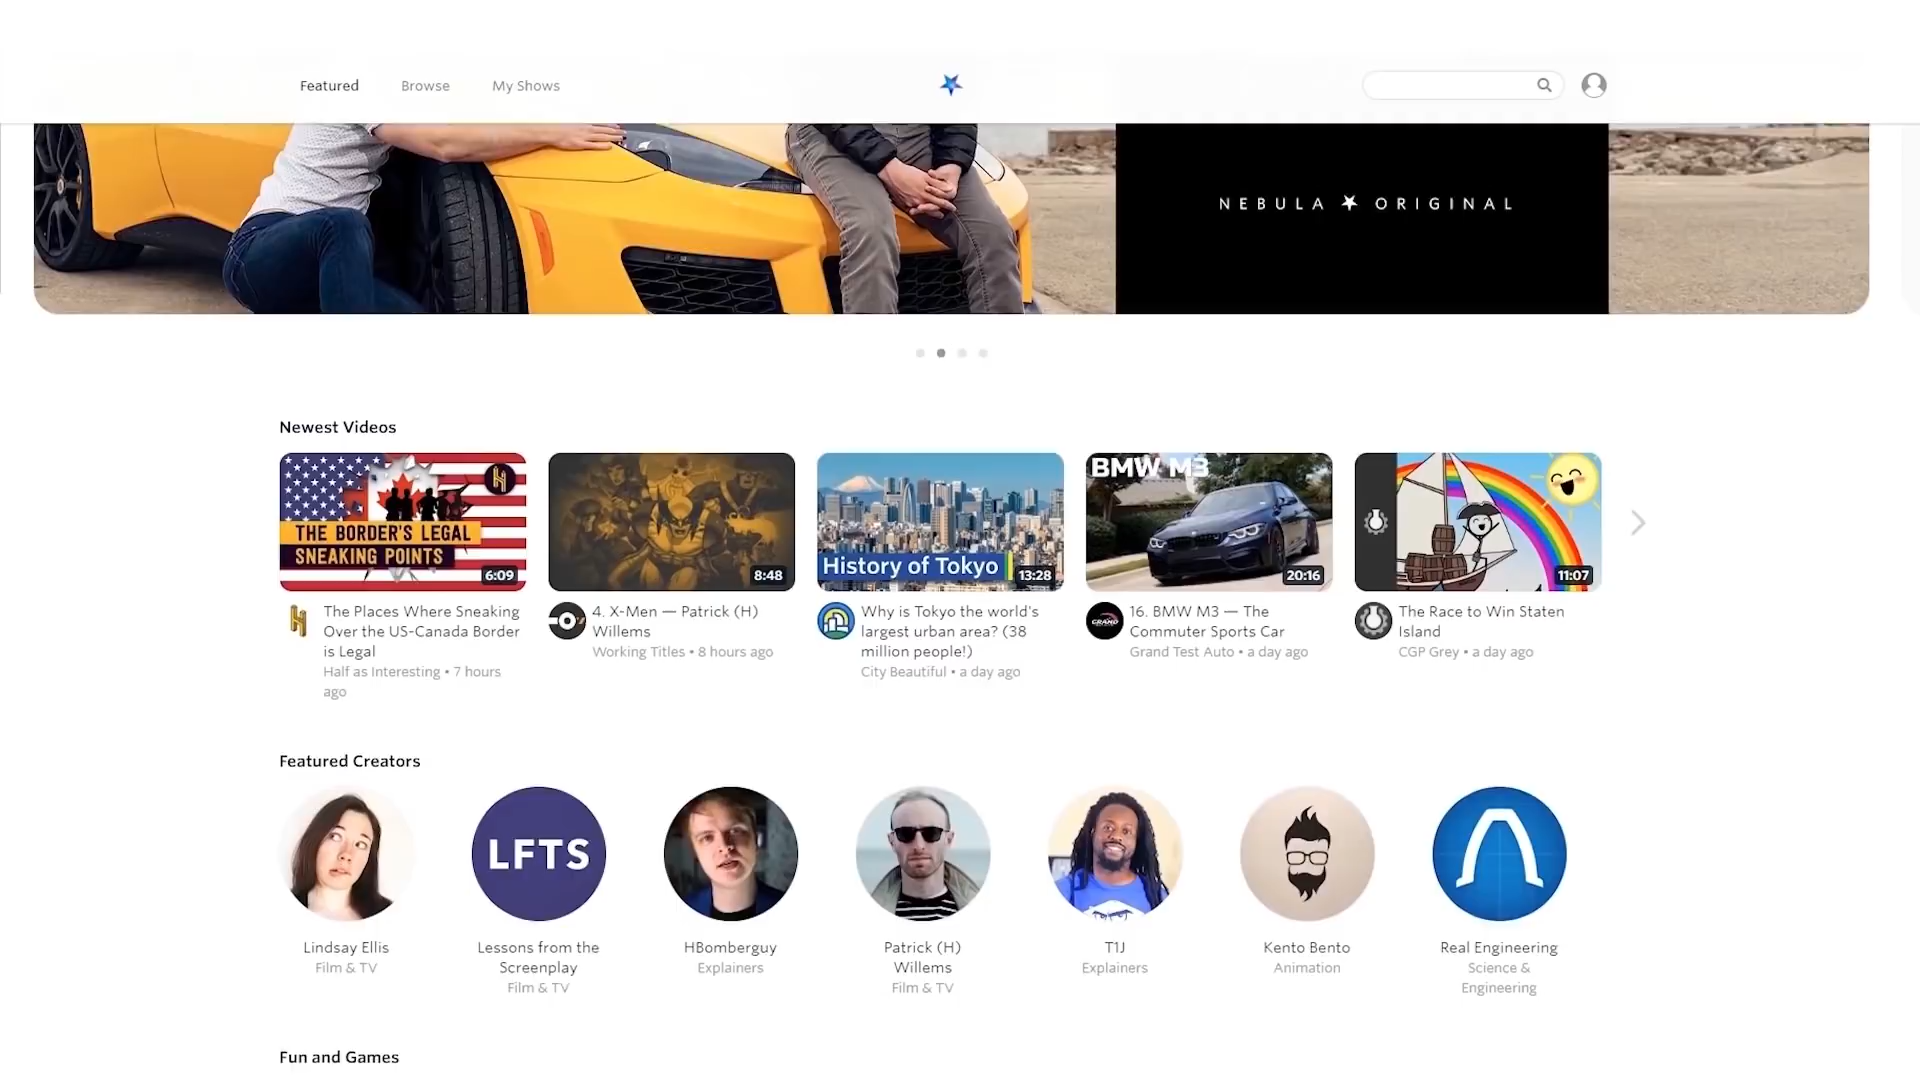 Featured
Browse
My Shows
NEBULA ORIGINAL
Newest Videos
THE BORDER'S LEGAL
SNEAKING POINTS
6:09
8:48
History of Tokyo
13:28
BMW M3
20:16
11:07
The Places Where Sneaking
Over the US-Canada Border
is Legal
Half as Interesting • 7 hours
ago
4. X-Men — Patrick (H)
Willems
Working Titles • 8 hours ago
Why is Tokyo the world's
largest urban area? (38
million people!)
City Beautiful • a day ago
GRAND
16. BMW M3 — The
Commuter Sports Car
Grand Test Auto • a day ago
The Race to Win Staten
Island
CGP Grey • a day ago
Featured Creators
LFTS
Lindsay Ellis
Film & TV
Lessons from the
Screenplay
Film & TV
HBomberguy
Explainers
Patrick (H)
Willems
Film & TV
T1J
Explainers
Kento Bento
Animation
Real Engineering
Science &
Engineering
Fun and Games